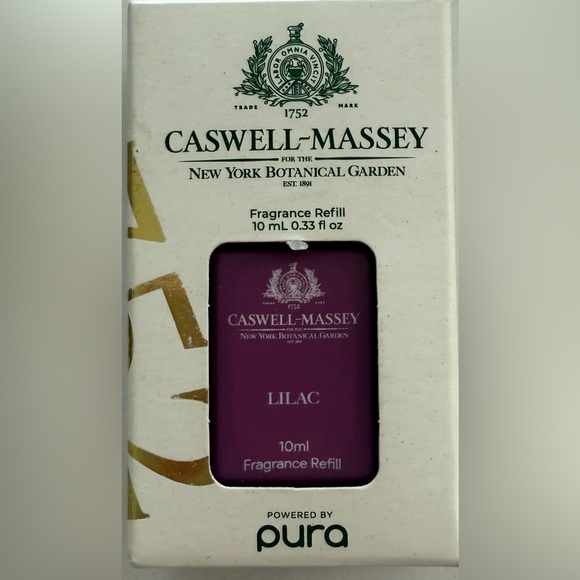 LABOR OMNIA VINCIT
TRADE MARK
1752
CASWELL-MASSEY
FOR THE
NEW YORK BOTANICAL GARDEN
EST. 1891
Fragrance Refill
10 mL 0.33 fl oz
1752
CASWELL-MASSEY
FOR THE
NEW YORK BOTANICAL GARDEN
LILAC
10ml
Fragrance Refill
POWERED BY
pura